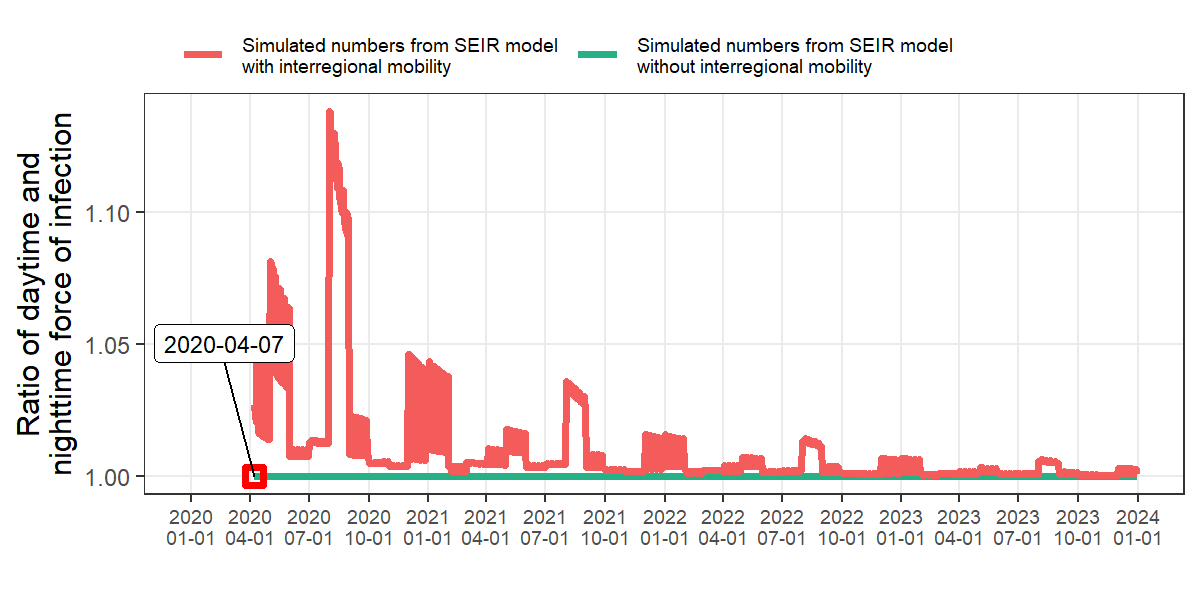 Simulated numbers from SEIR model
with interregional mobility
Simulated numbers from SEIR model
without interregional mobility
Ratio of daytime and
nighttime force of infection
1.10
1.05
1.00
2020-04-07
2020 2020 2020 2020 2021 2021 2021 2021 2022 2022 2022 2022 2023 2023 2023 2023 2024
01-01 04-01 07-01 10-01 01-01 04-01 07-01 10-01 01-01 04-01 07-01 10-01 01-01 04-01 07-01 10-01 01-01